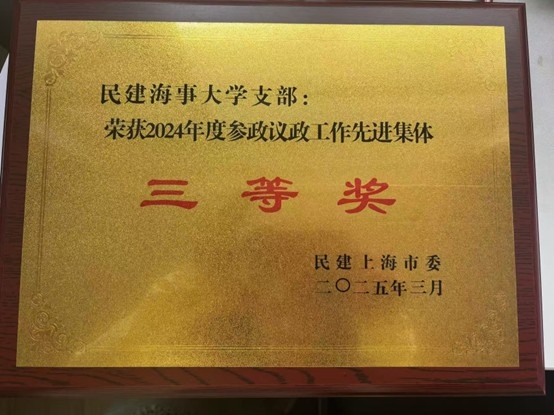 民建海事大学支部：
荣获2024年度参政议政工作先进集体
三等奖
民建上海市委
二〇二五年三月